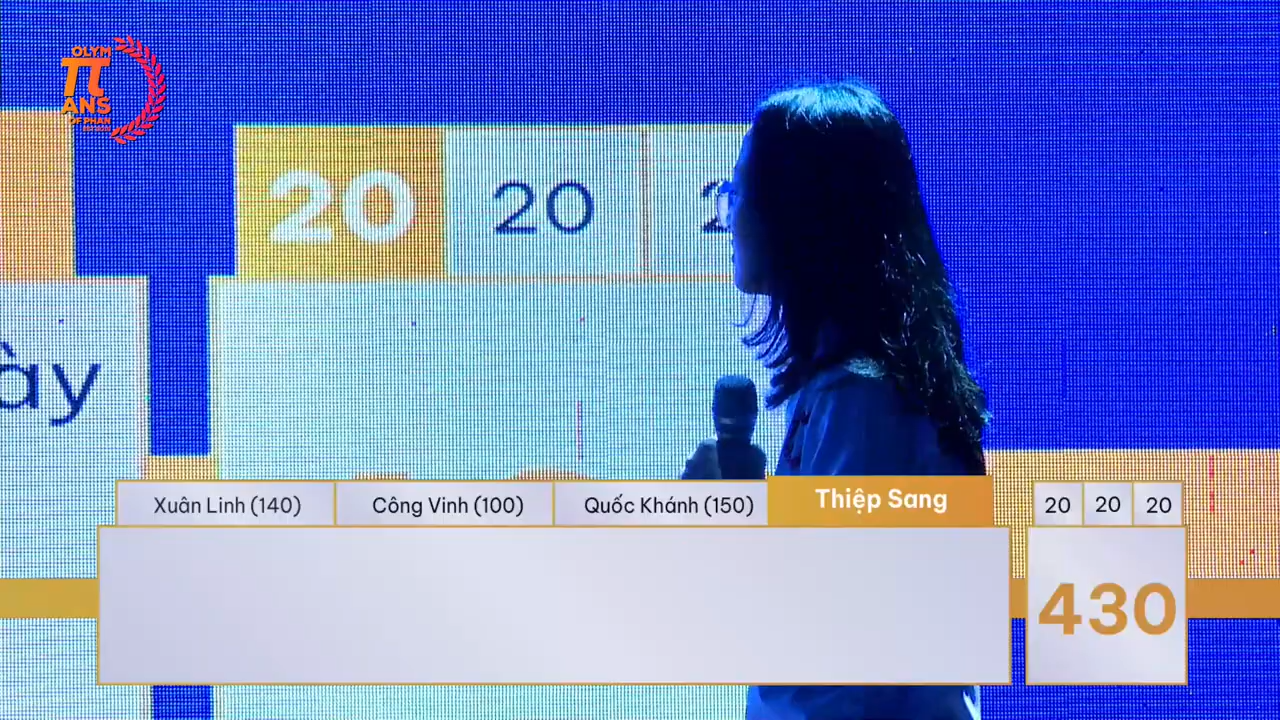 OLYM
π
ANS
OF PHAN
20 20
ày
Xuân Linh (140) Công Vinh (100) Quốc Khánh (150) Thiệp Sang 20 20 20
430